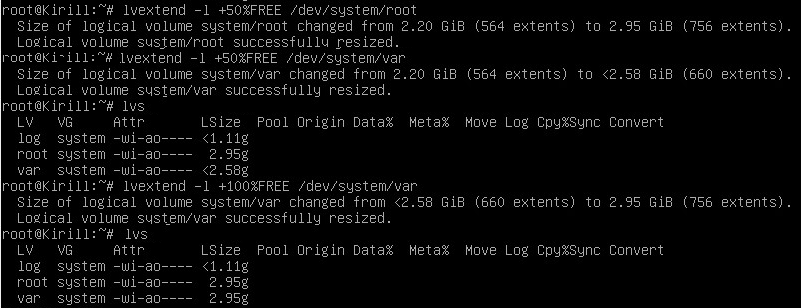 root@Kirill:~# lvextend -l +50%FREE /dev/system/root
  Size of logical volume system/root changed from 2.20 GiB (564 extents) to 2.95 GiB (756 extents).
  Logical volume system/root successfully resized.
root@Kirill:~# lvextend -l +50%FREE /dev/system/var
  Size of logical volume system/var changed from 2.20 GiB (564 extents) to <2.58 GiB (660 extents).
  Logical volume system/var successfully resized.
root@Kirill:~# lvs
  LV   VG     Attr       LSize  Pool Origin Data%  Meta%  Move Log Cpy%Sync Convert
  log  system -wi-ao---- <1.11g
  root system -wi-ao----  2.95g
  var  system -wi-ao---- <2.58g
root@Kirill:~# lvextend -l +100%FREE /dev/system/var
  Size of logical volume system/var changed from <2.58 GiB (660 extents) to 2.95 GiB (756 extents).
  Logical volume system/var successfully resized.
root@Kirill:~# lvs
  LV   VG     Attr       LSize  Pool Origin Data%  Meta%  Move Log Cpy%Sync Convert
  log  system -wi-ao---- <1.11g
  root system -wi-ao----  2.95g
  var  system -wi-ao----  2.95g